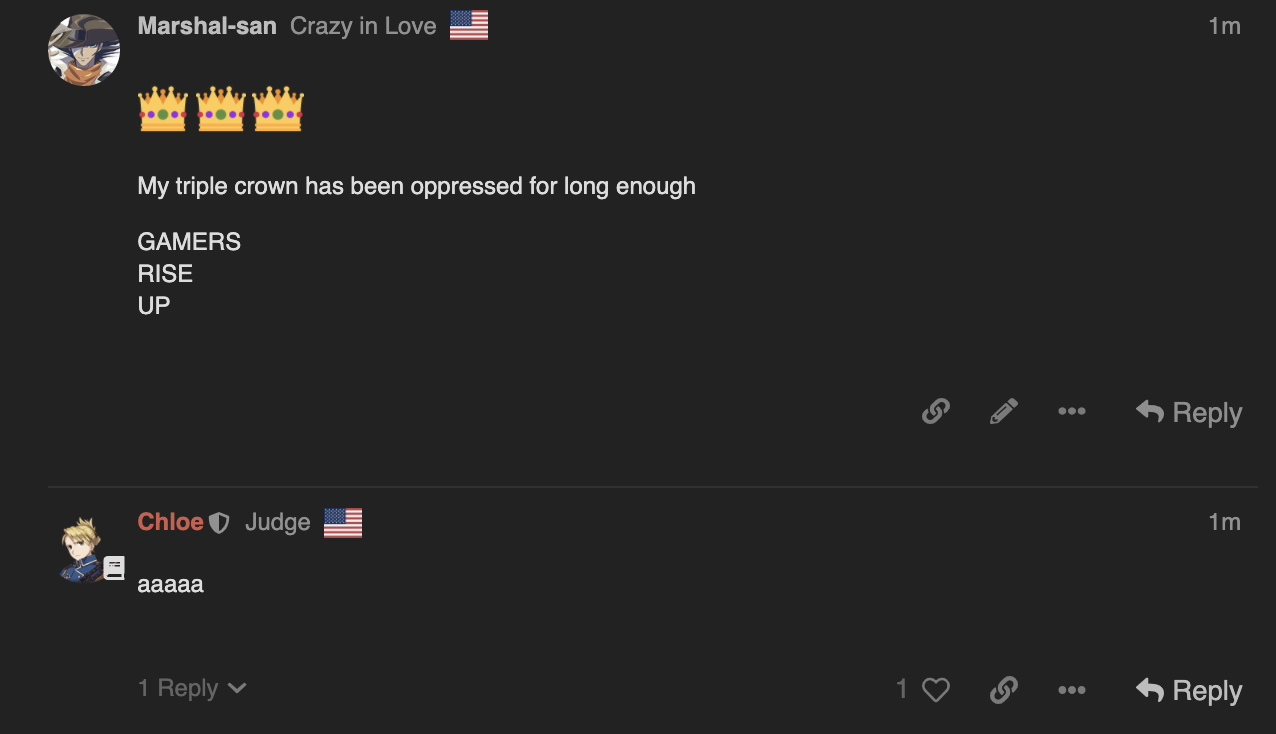 Marshal-san Crazy in Love 1m
My triple crown has been oppressed for long enough
GAMERS
RISE
UP
Reply
Chloe Judge 1m
aaaaa
1 Reply 1 Reply